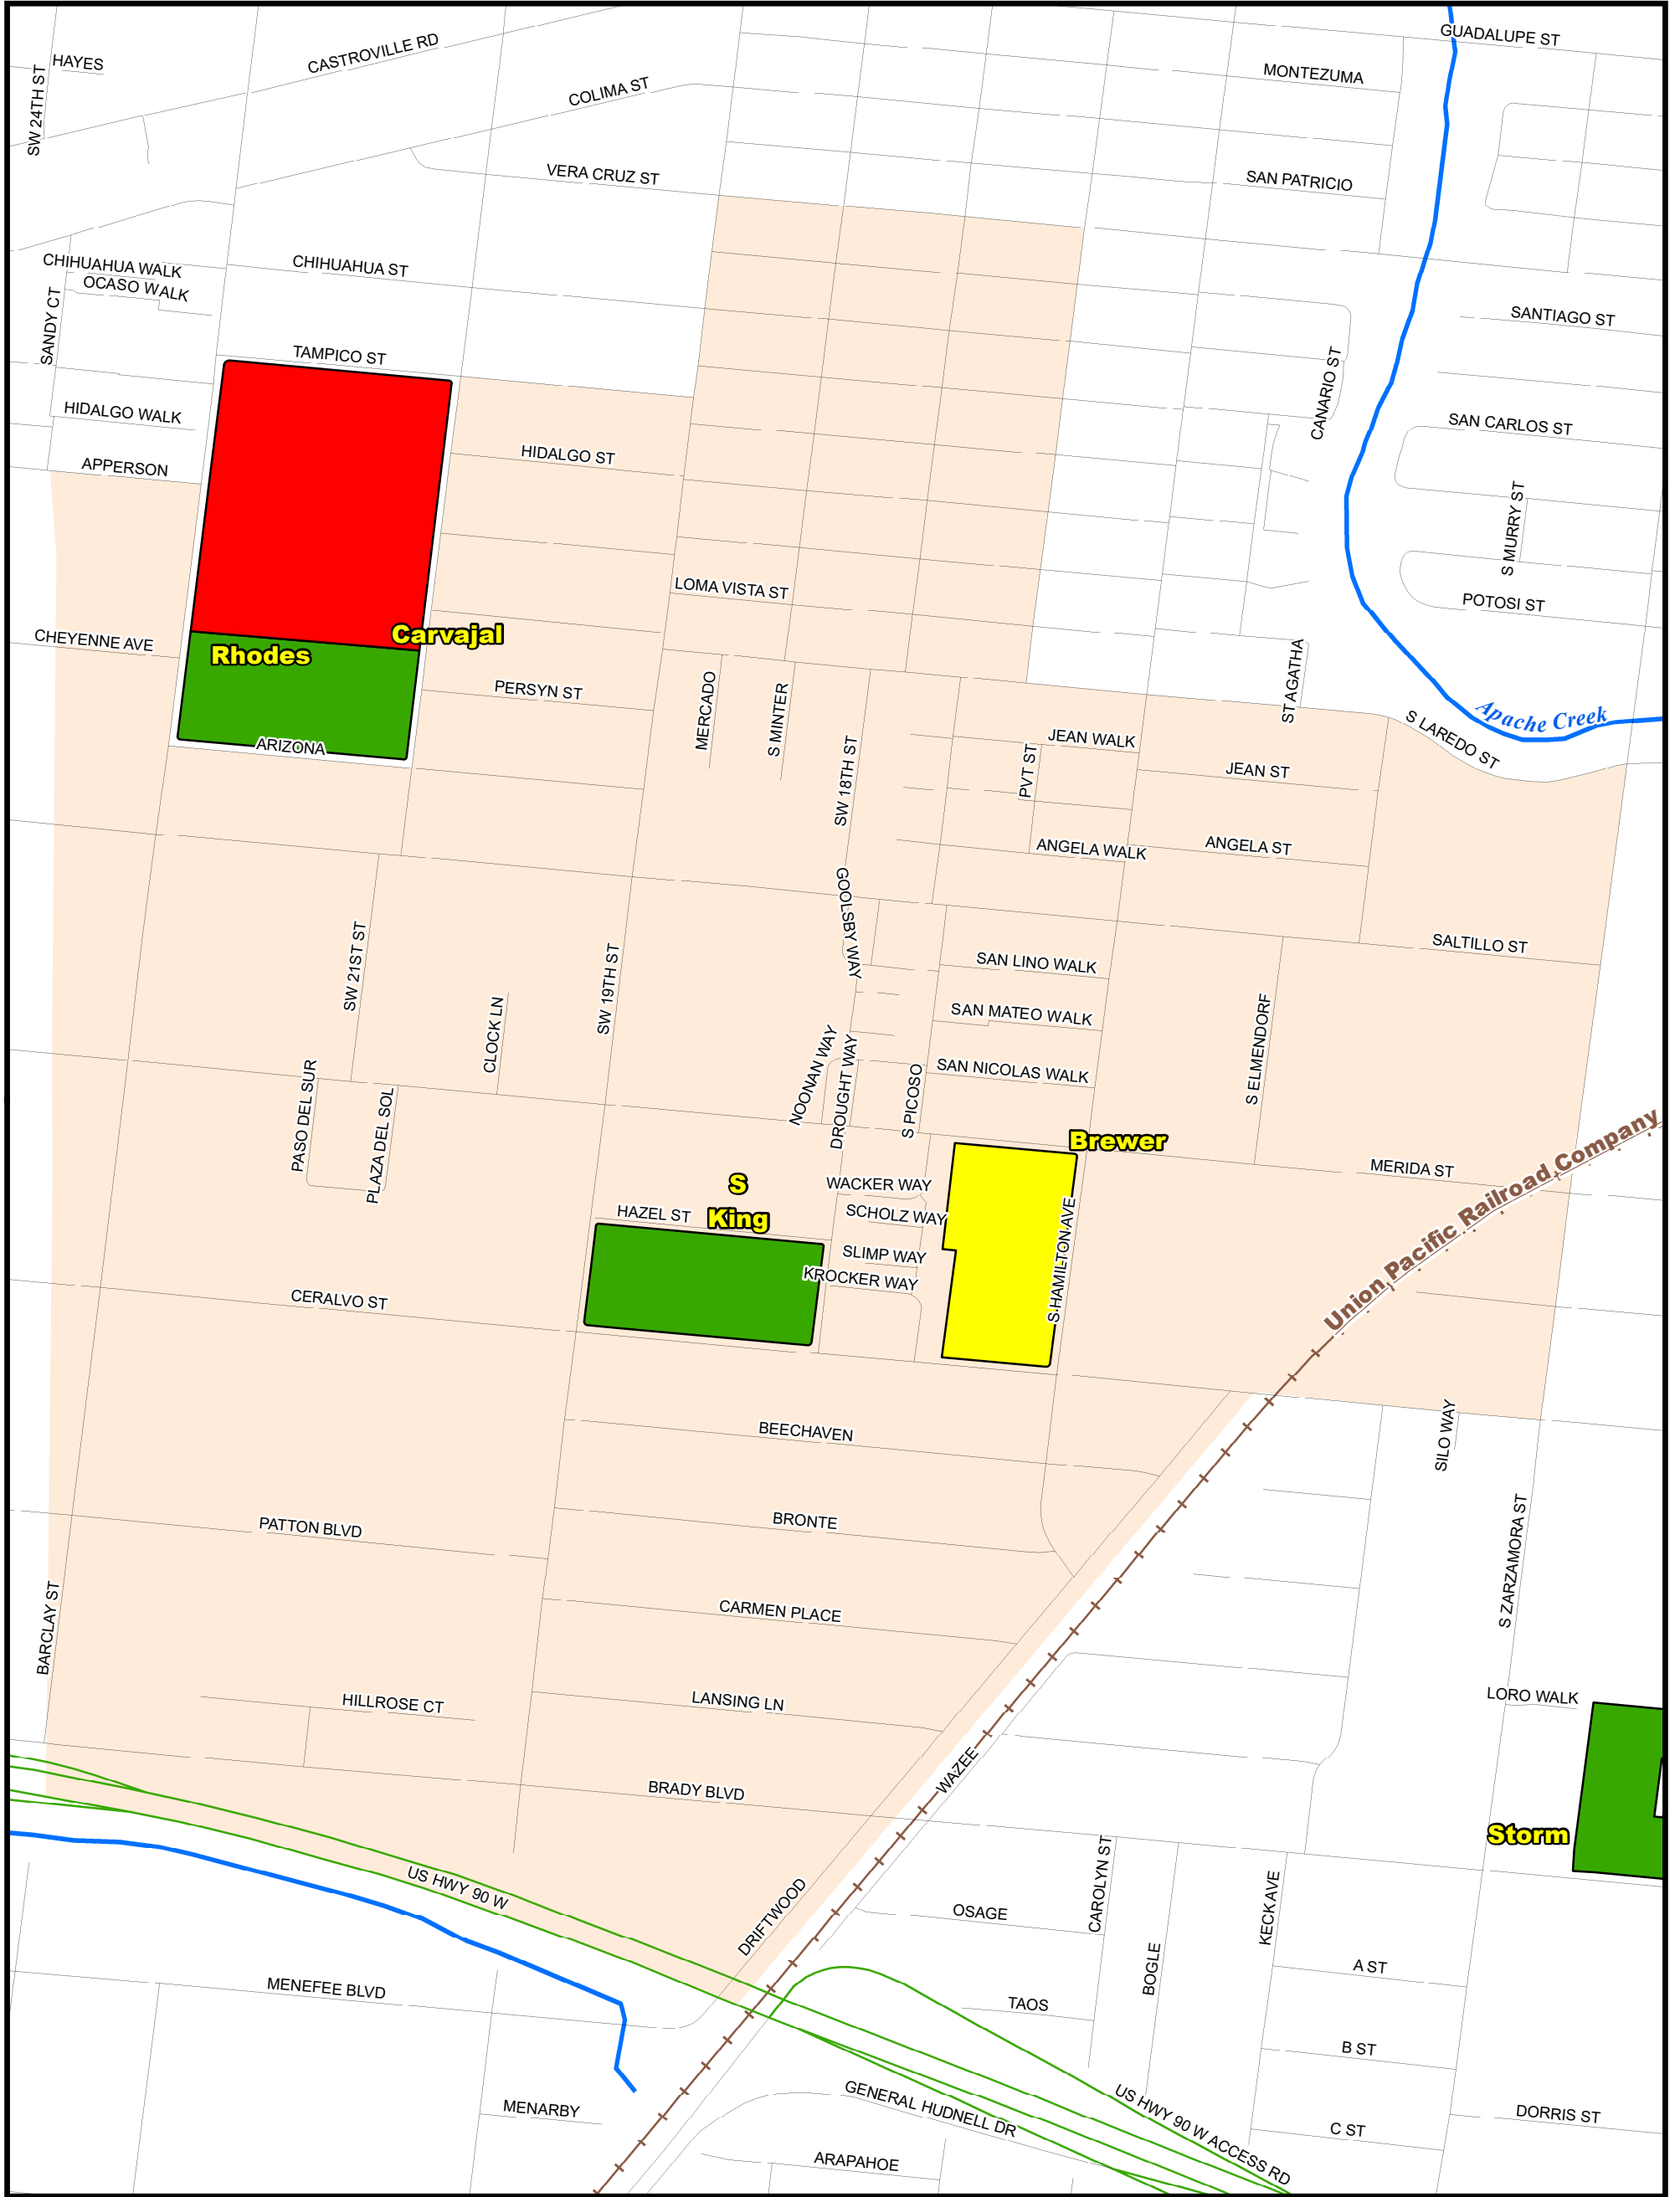 GUADALUPE ST
CASTROVILLE RD
HAYES
MONTEZUMA
SW 24TH ST
COLIMA ST
VERA CRUZ ST
SAN PATRICIO
CHIHUAHUA WALK
CHIHUAHUA ST
OCASO WALK
SANDY CT
SANTIAGO ST
TAMPICO ST
CANARIO ST
HIDALGO WALK
SAN CARLOS ST
HIDALGO ST
APPERSON
S MURRY ST
LOMA VISTA ST
POTOSI ST
Carvajal
CHEYENNE AVE
Rhodes
ST AGATHA
PERSYN ST
MERCADO
S MINTER
Apache Creek
S LAREDO ST
JEAN WALK
ARIZONA
PVT ST
JEAN ST
SW 18TH ST
ANGELA WALK
ANGELA ST
GOOLSBY WAY
SALTILLO ST
SW 21ST ST
SAN LINO WALK
SW 19TH ST
SAN MATEO WALK
CLOCK LN
S ELMENDORF
NOONAN WAY
SAN NICOLAS WALK
DROUGHT WAY
S PICOSO
PASO DEL SUR
PLAZA DEL SOL
Brewer
MERIDA ST
Union Pacific Railroad Company
S
King
WACKER WAY
HAZEL ST
SCHOLZ WAY
S HAMILTON AVE
SLIMP WAY
KROCKER WAY
CERALVO ST
BEECHAVEN
SILO WAY
PATTON BLVD
BRONTE
S ZARZAMORA ST
CARMEN PLACE
BARCLAY ST
HILLROSE CT
LANSING LN
LORO WALK
WAZEE
BRADY BLVD
Storm
US HWY 90 W
CAROLYN ST
DRIFTWOOD
OSAGE
KECK AVE
BOGLE
A ST
MENEFEE BLVD
TAOS
B ST
MENARBY
GENERAL HUDNELL DR
US HWY 90 W ACCESS RD
DORRIS ST
C ST
ARAPAHOE